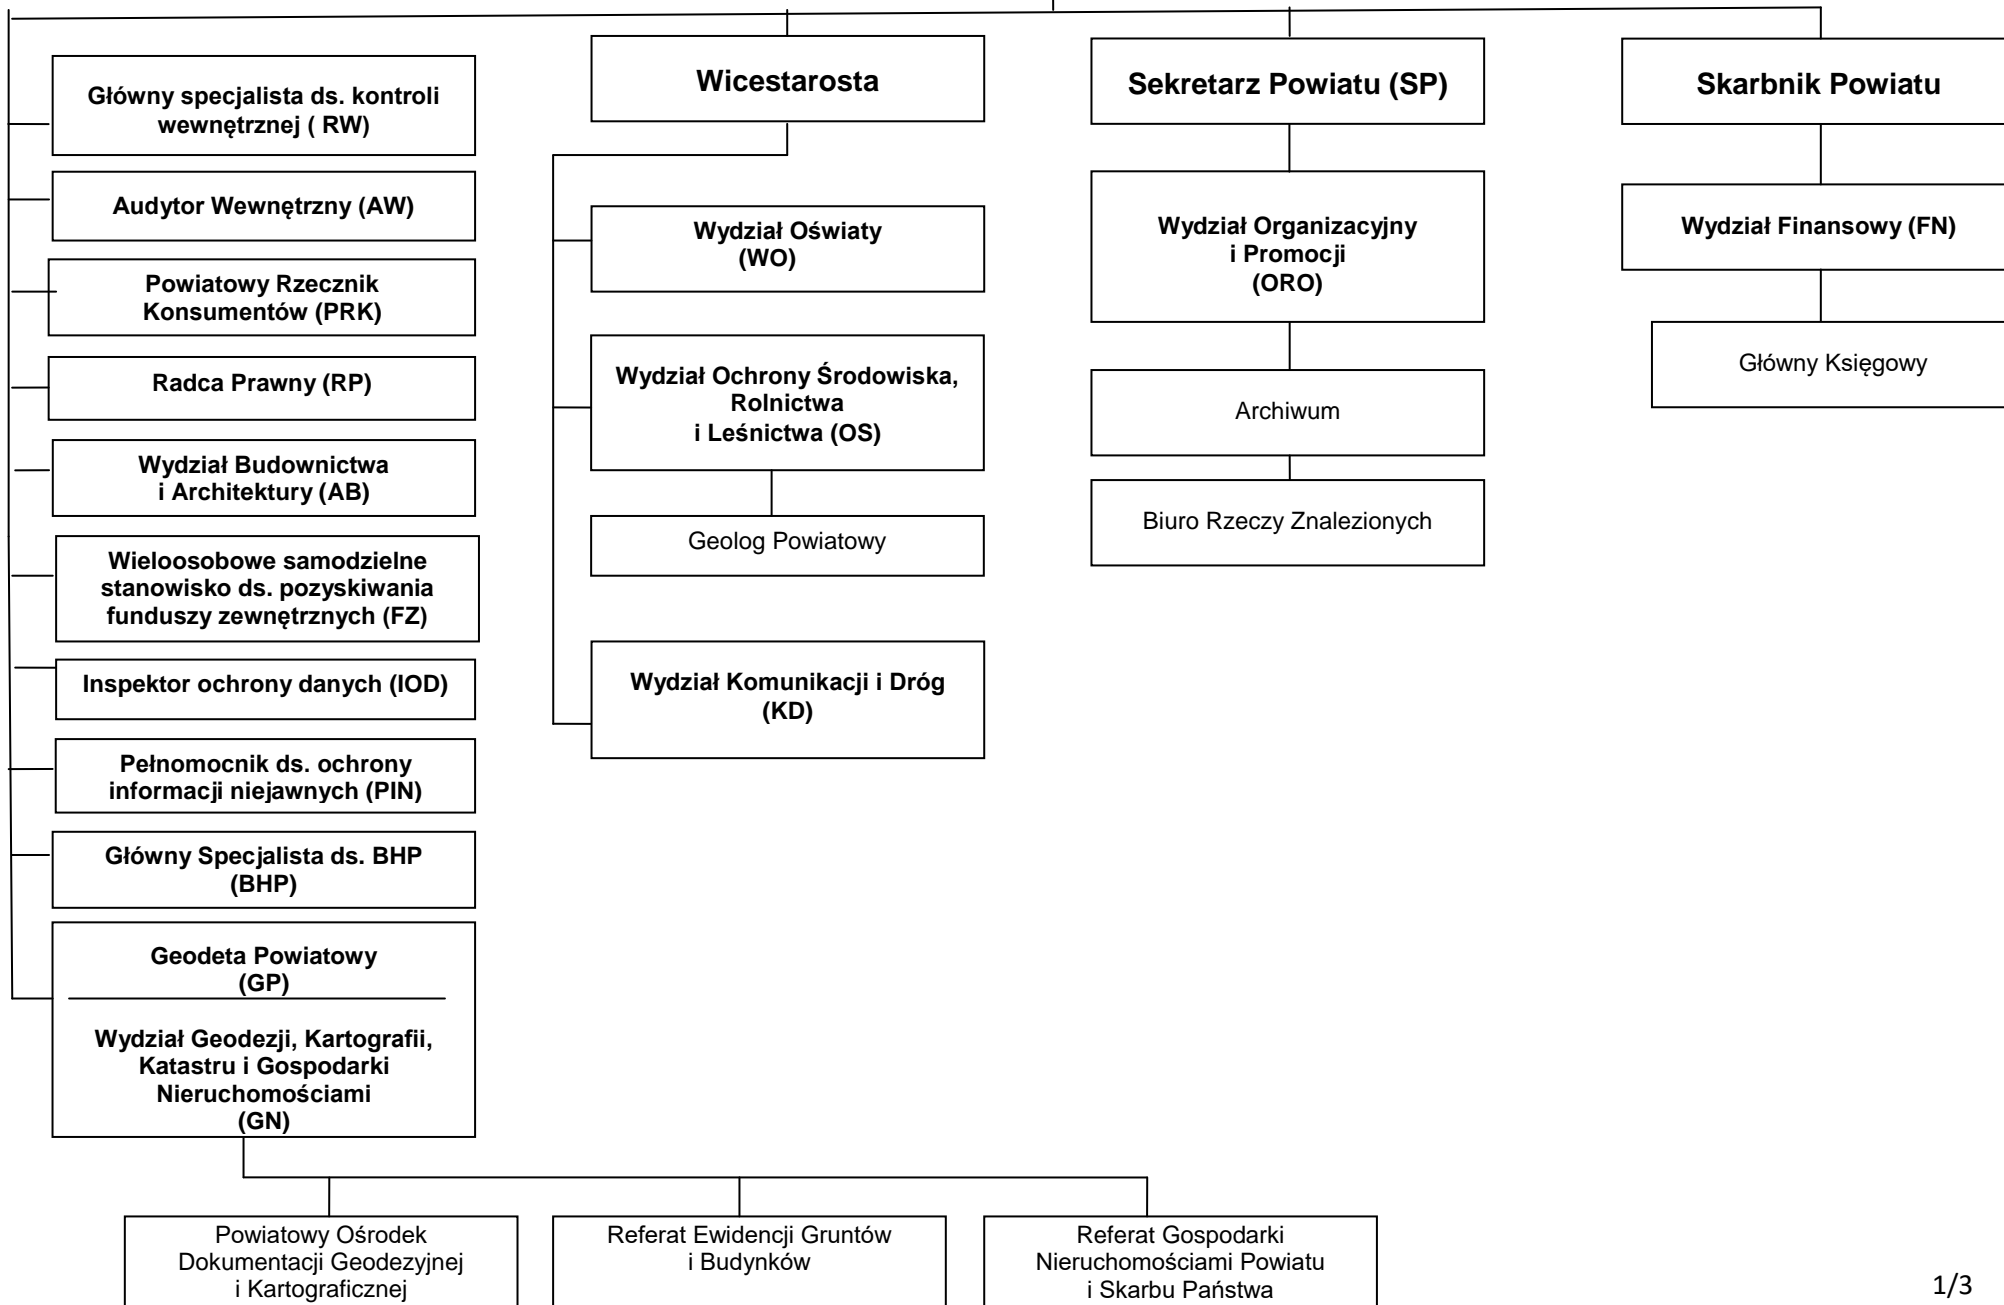 Główny specjalista ds. kontroli
wewnętrznej ( RW)
Audytor Wewnętrzny (AW)
Powiatowy Rzecznik
Konsumentów (PRK)
Radca Prawny (RP)
Wydział Budownictwa
i Architektury (AB)
Wieloosobowe samodzielne
stanowisko ds. pozyskiwania
funduszy zewnętrznych (FZ)
Inspektor ochrony danych (IOD)
Pełnomocnik ds. ochrony
informacji niejawnych (PIN)
Główny Specjalista ds. BHP
(BHP)
Geodeta Powiatowy
(GP)
Wydział Geodezji, Kartografii,
Katastru i Gospodarki
Nieruchomościami
(GN)
Wicestarosta
Wydział Oświaty
(WO)
Wydział Ochrony Środowiska,
Rolnictwa
i Leśnictwa (OS)
Geolog Powiatowy
Wydział Komunikacji i Dróg
(KD)
Sekretarz Powiatu (SP)
Wydział Organizacyjny
i Promocji
(ORO)
Archiwum
Biuro Rzeczy Znalezionych
Skarbnik Powiatu
Wydział Finansowy (FN)
Główny Księgowy
Powiatowy Ośrodek
Dokumentacji Geodezyjnej
i Kartograficznej
Referat Ewidencji Gruntów
i Budynków
Referat Gospodarki
Nieruchomościami Powiatu
i Skarbu Państwa
1/3